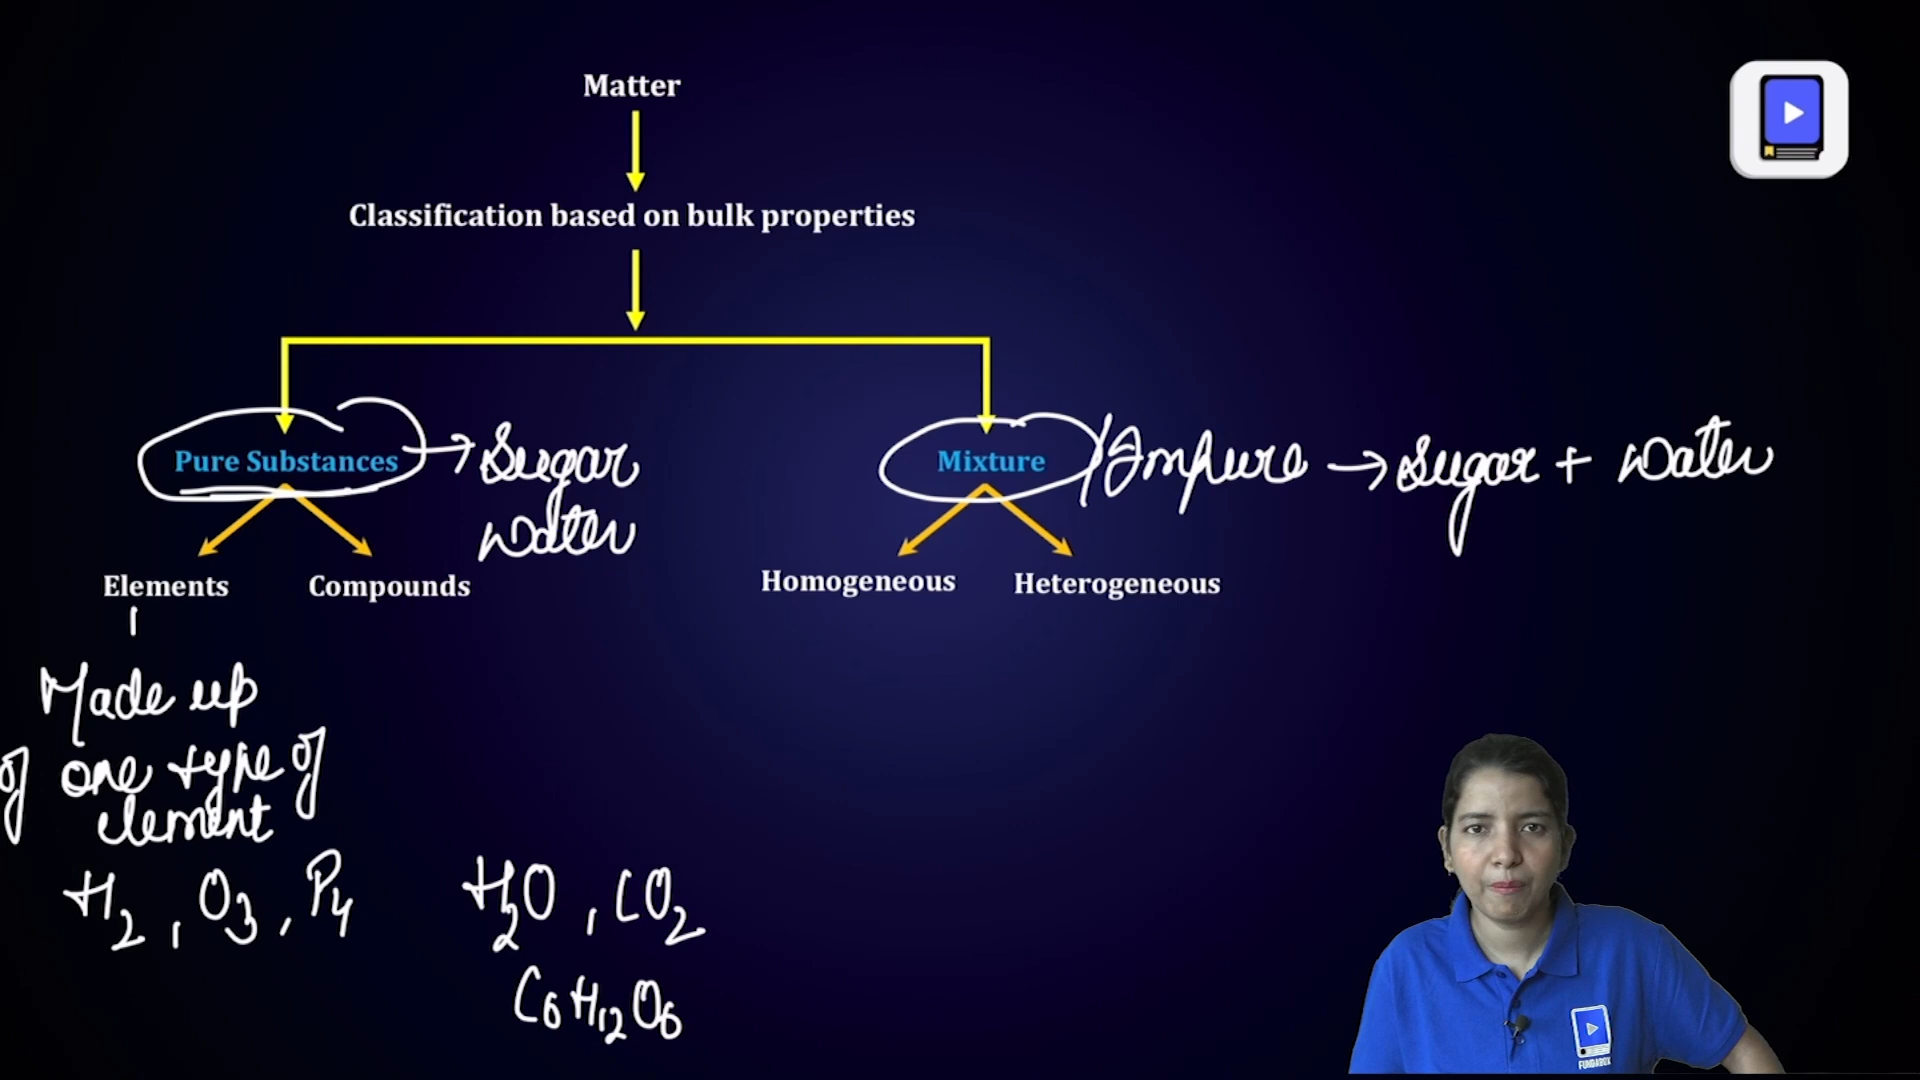 Matter
Classification based on bulk properties
Pure Substances → Sugar
Water
Mixture / Impure → Sugar + Water
Elements
Compounds
Homogeneous
Heterogeneous
Made up
of one type of
element
H2, O3, P4
H2O, CO2
C6H12O6
FUNDABOX